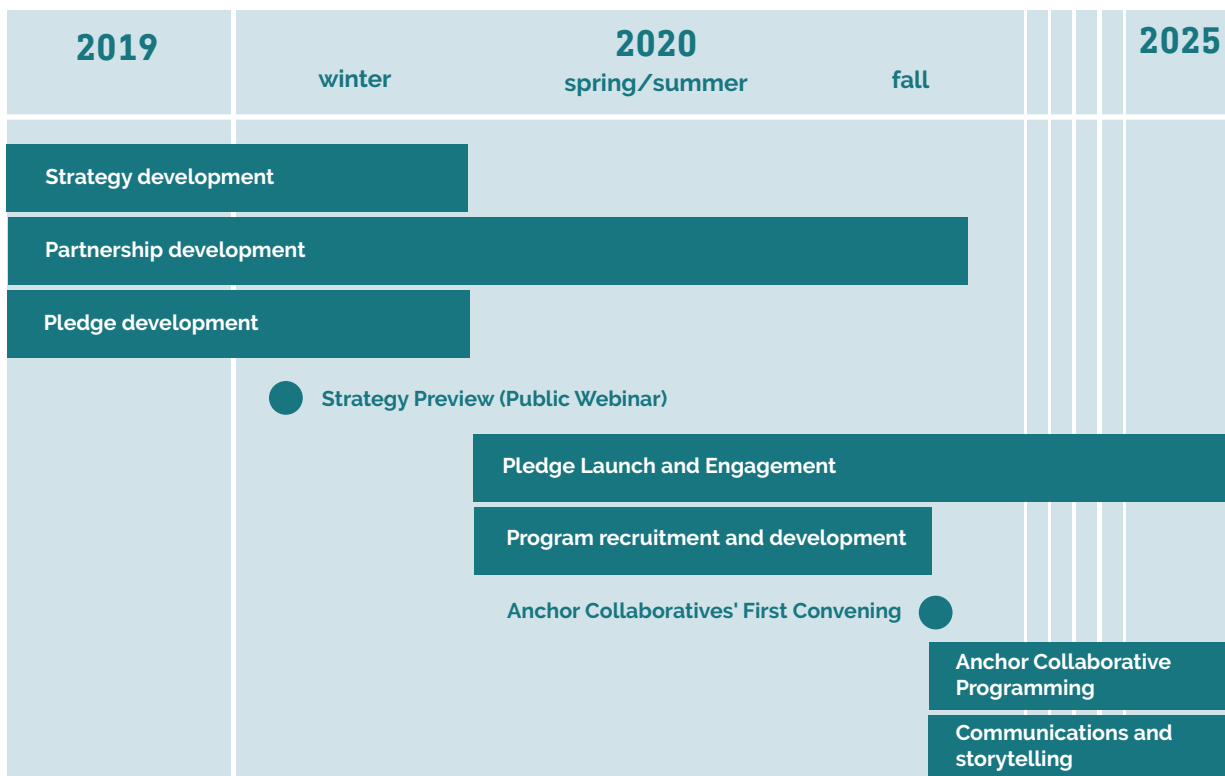 2019
2020
2025
winter
spring/summer
fall
Strategy development
Partnership development
Pledge development
Strategy Preview (Public Webinar)
Pledge Launch and Engagement
Program recruitment and development
Anchor Collaboratives' First Convening
Anchor Collaborative
Programming
Communications and
storytelling